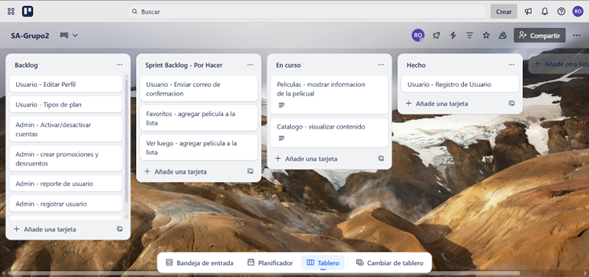 Buscar
Crear
RO
SA-Grupo2
RO
Compartir
Backlog
Usuario - Editar Perfil
Usuario - Tipos de plan
Admin - Activar/desactivar
cuentas
Admin - crear promociones y
descuentos
Admin - reporte de usuario
Admin - registrar usuario
Añade una tarjeta
Sprint Backlog - Por Hacer
Usuario - Enviar correo de
confirmacion
Favoritos - agregar pelicula a la
lista
Ver luego - agregar pelicula a la
lista
Añade una tarjeta
En curso
Peliculas - mostrar informacion
de la pelicual
Catalogo - visualizar contenido
Añade una tarjeta
Hecho
Usuario - Registro de Usuario
Añade una tarjeta
Añade otra lista
Bandeja de entrada
Planificador
Tablero
Cambiar de tablero